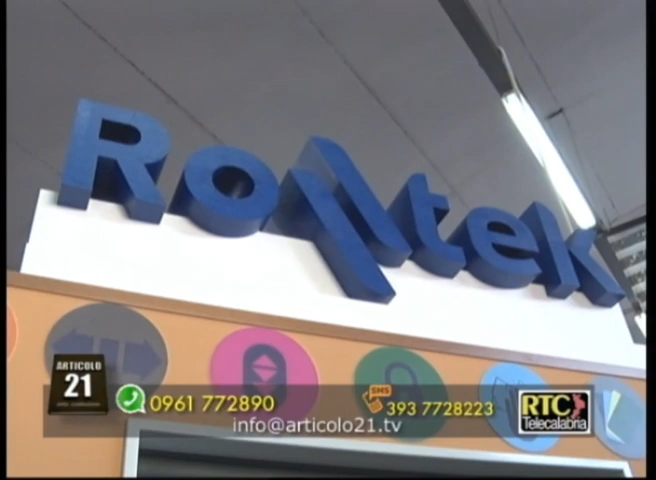 Rolltek
ARTICOLO
21
0961 772890
SMS
393 7728223
info@articolo21.tv
RTC
Telecalabria